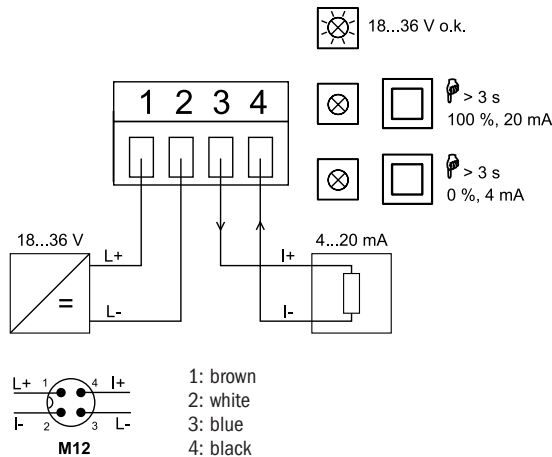 18...36 V o.k.
1 2 3 4
> 3 s
100 %, 20 mA
> 3 s
0 %, 4 mA
18...36 V
4...20 mA
L+
I+
=
L-
I-
L+ 1 4 I+
I- 2 3 L-
M12
1: brown
2: white
3: blue
4: black